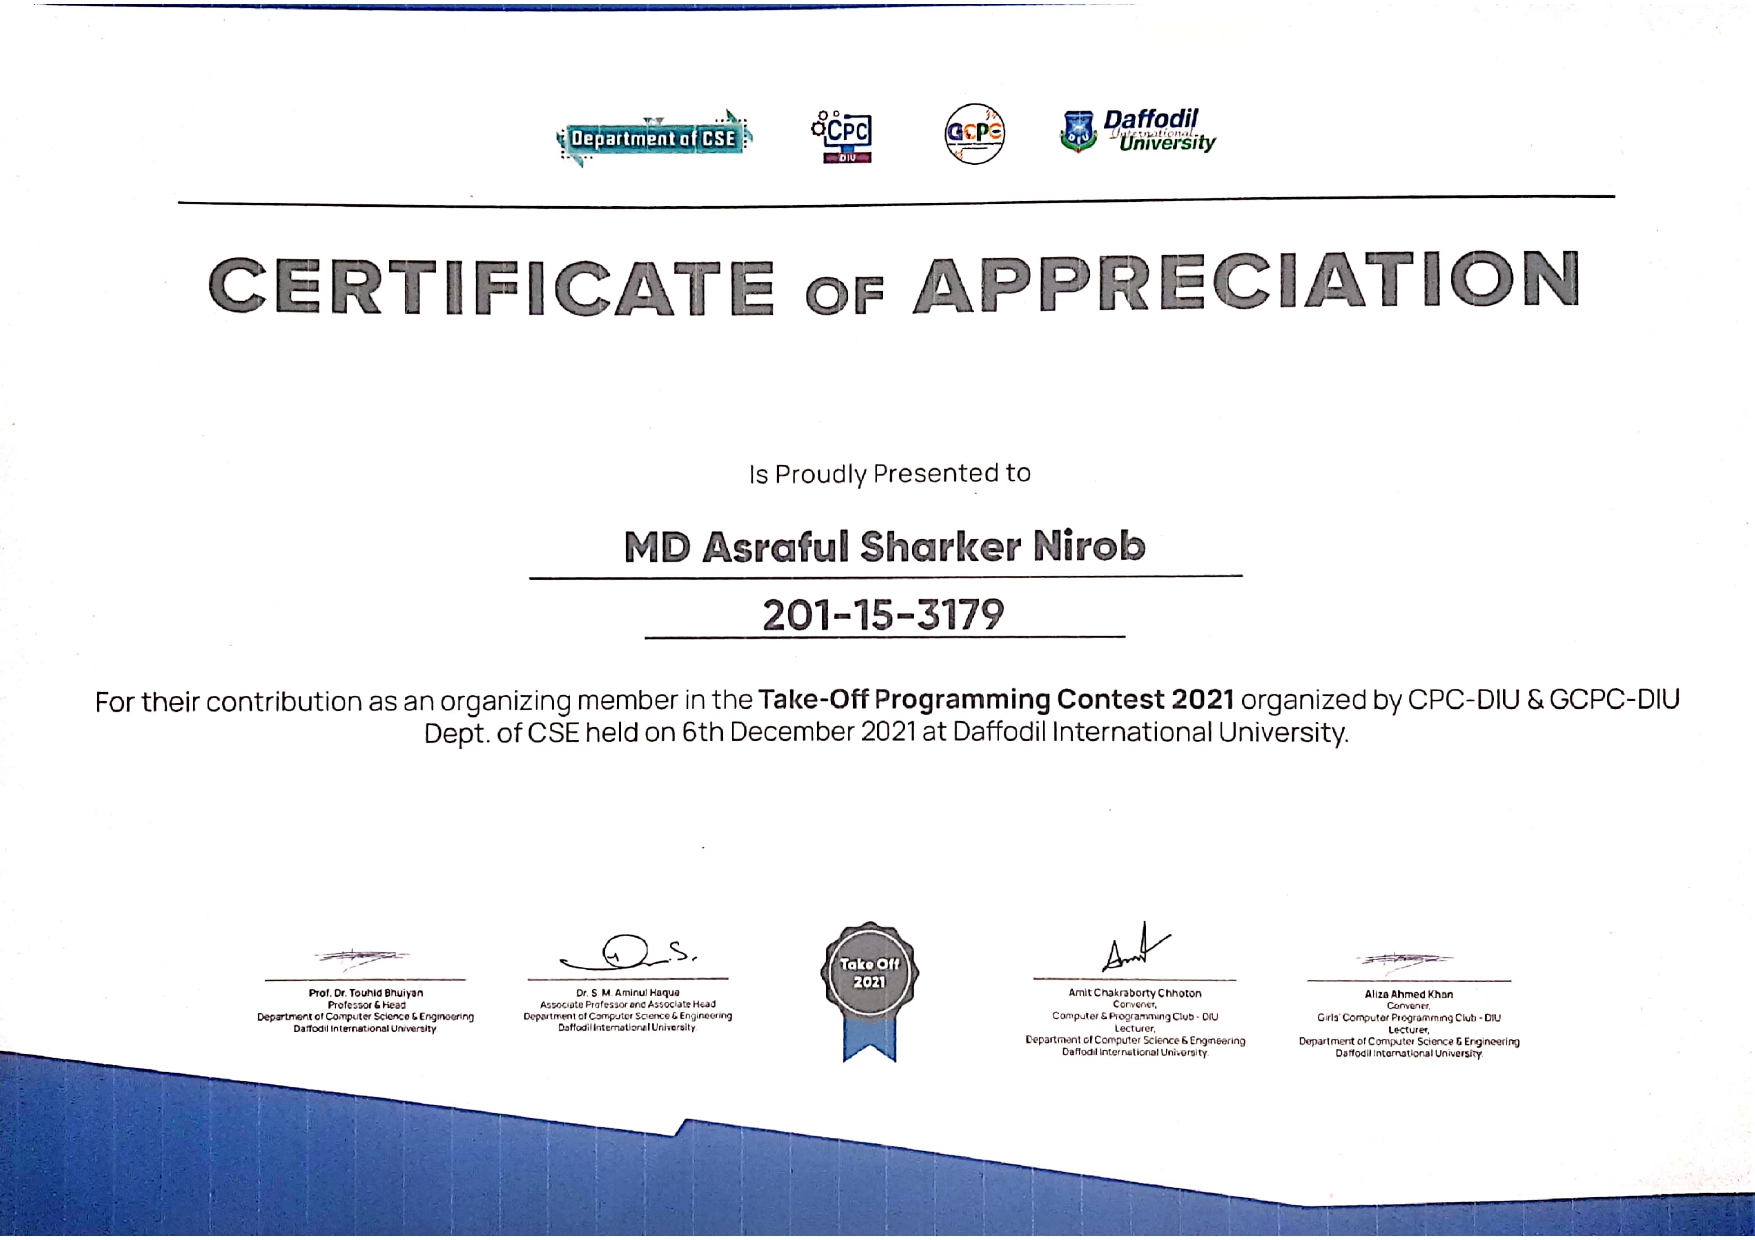 Department of CSE
CPC
DIU
GCPC
Daffodil
International
University
CERTIFICATE OF APPRECIATION
Is Proudly Presented to
MD Asraful Sharker Nirob
201-15-3179
For their contribution as an organizing member in the Take-Off Programming Contest 2021 organized by CPC-DIU & GCPC-DIU
Dept. of CSE held on 6th December 2021 at Daffodil International University.
Prof. Dr. Touhid Bhuiyan
Professor & Head
Department of Computer Science & Engineering
Daffodil International University
Dr. S. M. Aminul Haque
Associate Professor and Associate Head
Department of Computer Science & Engineering
Daffodil International University
Take Off
2021
Amit Chakraborty Chhoton
Convener,
Computer & Programming Club - DIU
Lecturer,
Department of Computer Science & Engineering
Daffodil International University
Aliza Ahmed Khan
Convener,
Girls' Computer Programming Club - DIU
Lecturer,
Department of Computer Science & Engineering
Daffodil International University